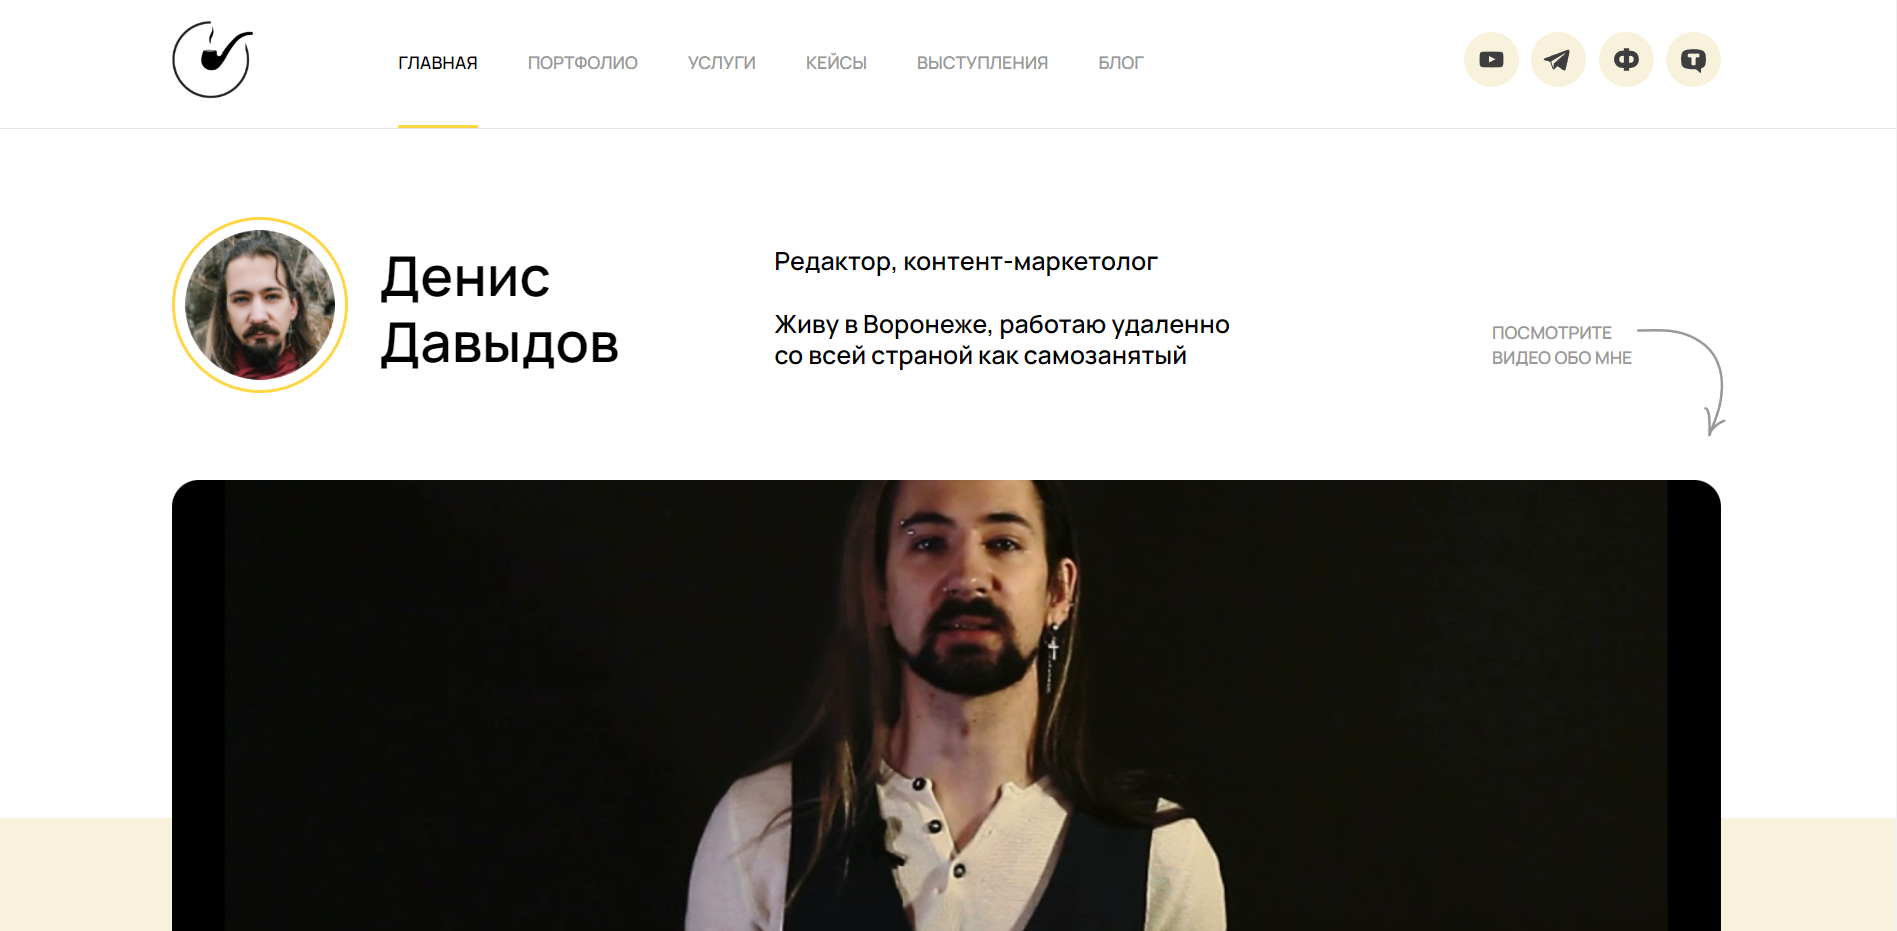 ГЛАВНАЯ ПОРТФОЛИО УСЛУГИ КЕЙСЫ ВЫСТУПЛЕНИЯ БЛОГ
Денис
Давыдов
Редактор, контент-маркетолог
Живу в Воронеже, работаю удаленно
со всей страной как самозанятый
ПОСМОТРИТЕ
ВИДЕО ОБО МНЕ